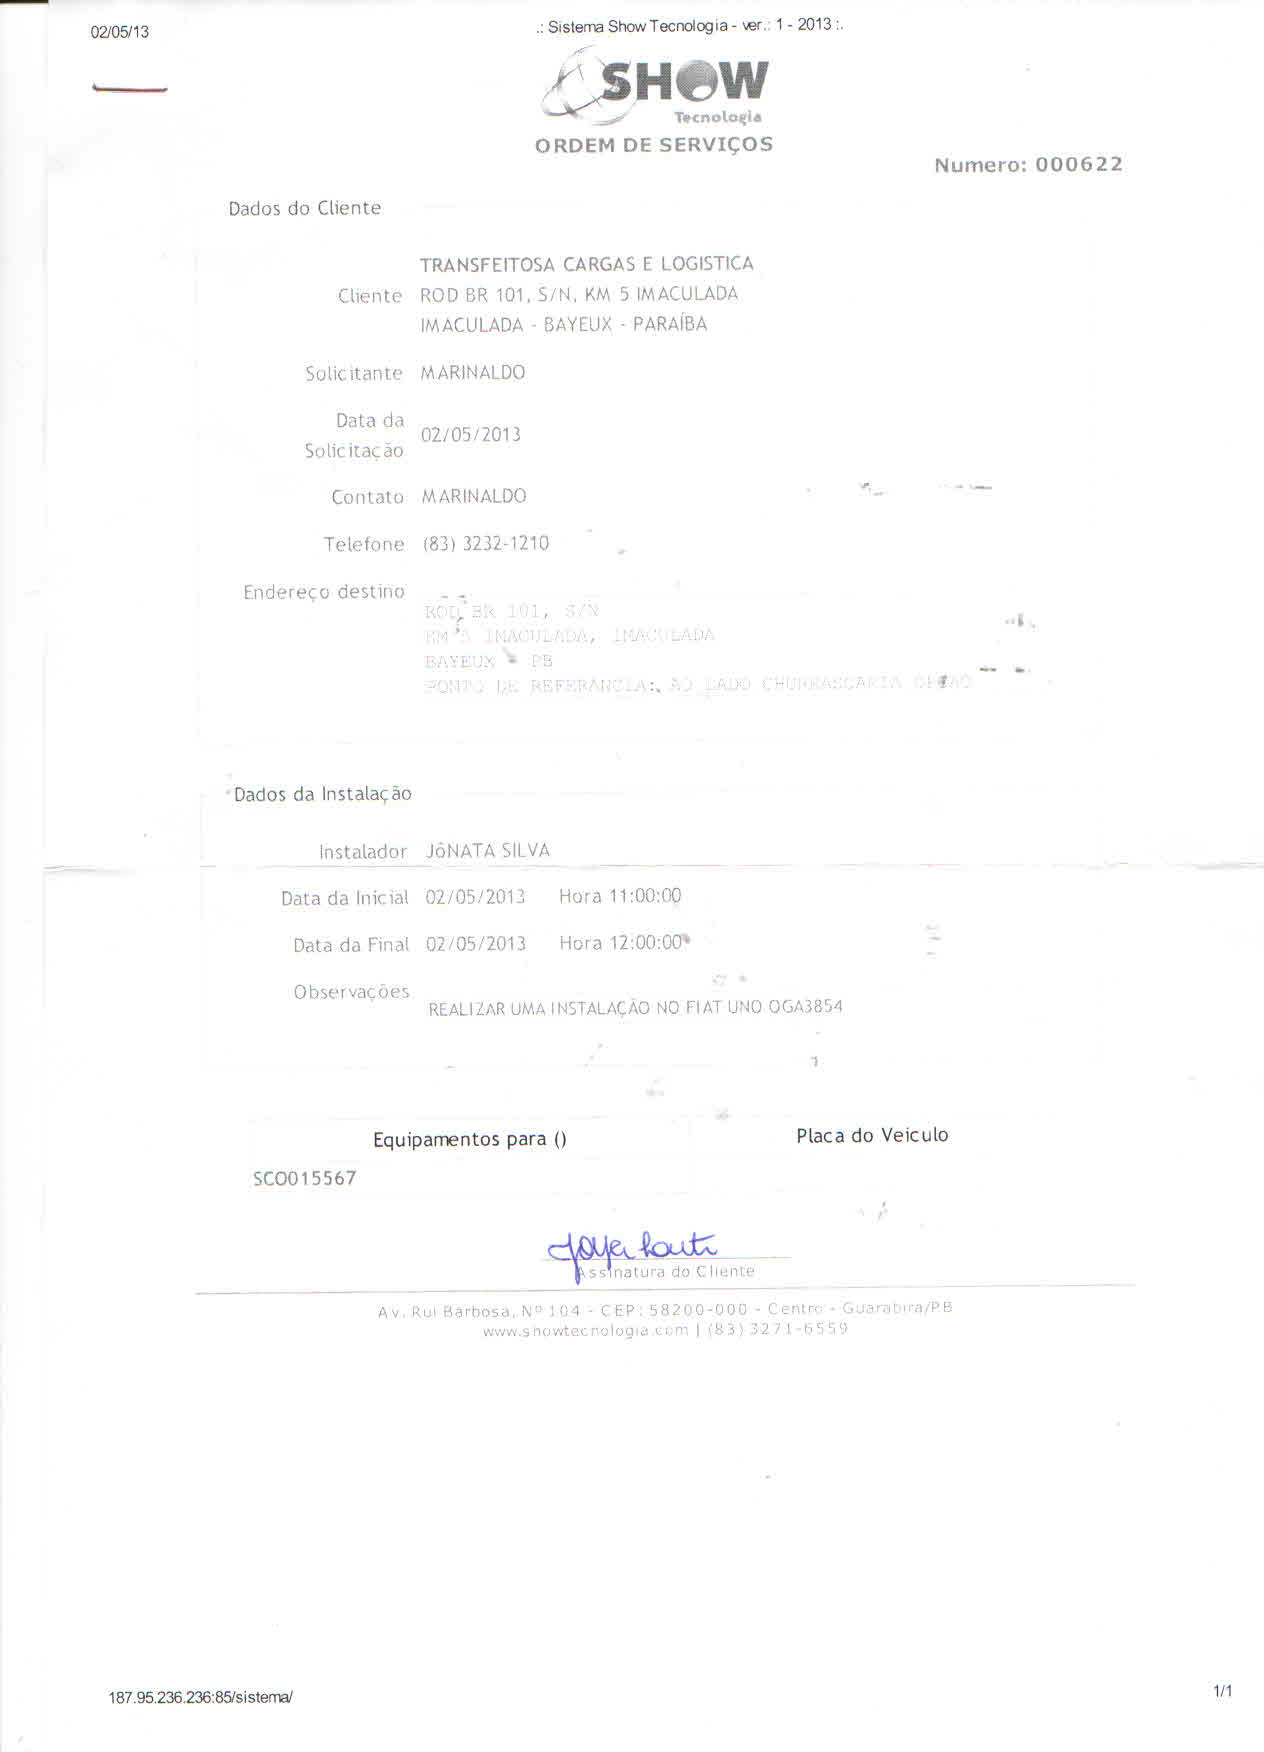 02/05/13
.: Sistema Show Tecnologia - ver.: 1 - 2013 :.
SHOW
Tecnologia
ORDEM DE SERVIÇOS
Numero: 000622
Dados do Cliente
TRANSFEITOSA CARGAS E LOGISTICA
Cliente ROD BR 101, S/N, KM 5 IMACULADA
IMACULADA - BAYEUX - PARAÍBA
Solicitante MARINALDO
Data da Solicitação 02/05/2013
Contato MARINALDO
Telefone (83) 3232-1210
Endereço destino
ROD BR 101, S/N
KM 5 IMACULADA, IMACULADA
BAYEUX PB
PONTO DE REFERÂNCIA: AO LADO CHURRASCARIA
Dados da Instalação
Instalador JÔNATA SILVA
Data da Inicial 02/05/2013 Hora 11:00:00
Data da Final 02/05/2013 Hora 12:00:00
Observações
REALIZAR UMA INSTALAÇÃO NO FIAT UNO OGA3854
Equipamentos para () Placa do Veiculo
SCO015567
Assinatura do Cliente
Av. Rui Barbosa, Nº 104 - CEP: 58200-000 - Centro - Guarabira/PB
www.showtecnologia.com | (83) 3271-6559
187.95.236.236:85/sistema/ 1/1